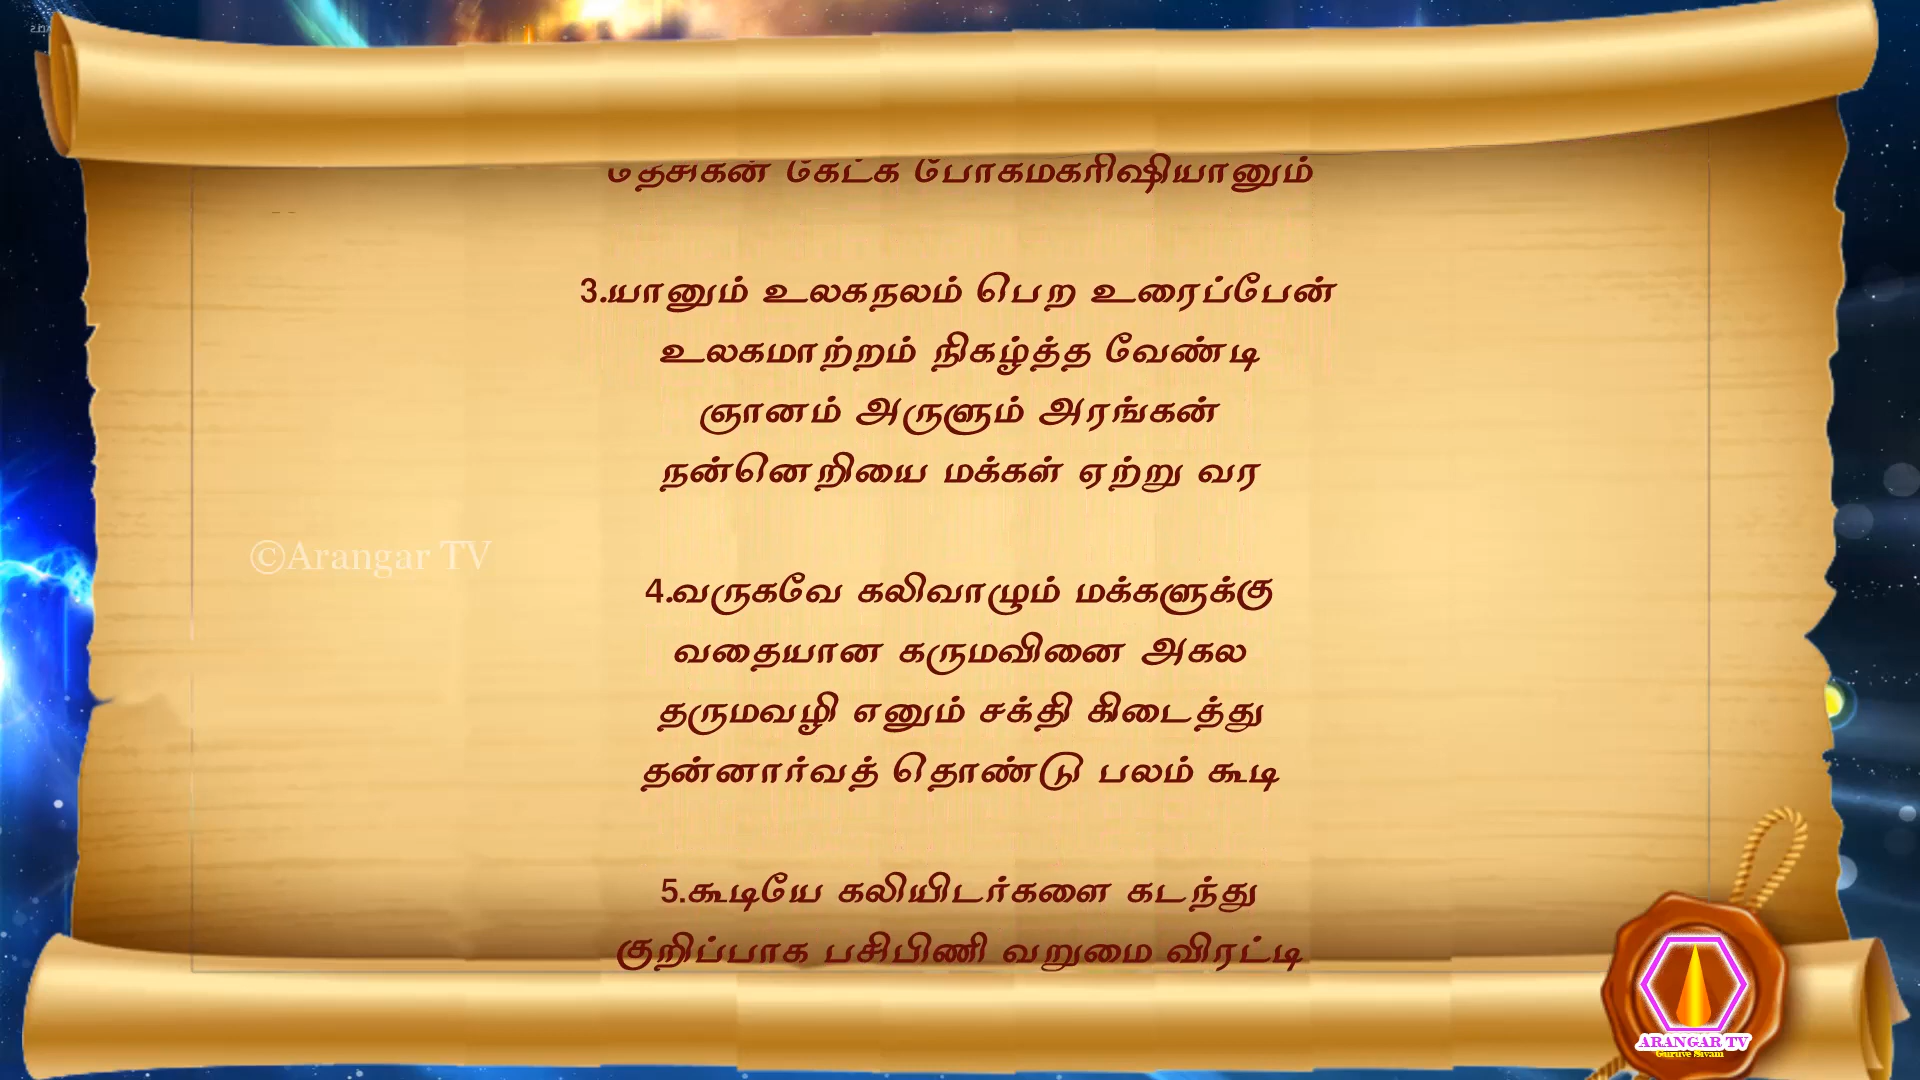 தேசிகன் கேட்க போகமகரிஷியானும்
3.யானும் உலகநலம் பெற உரைப்பேன்
உலகமாற்றம் நிகழ்த்த வேண்டி
ஞானம் அருளும் அரங்கன்
நன்னெறியை மக்கள் ஏற்று வர
©Arangar TV
4.வருகவே கலிவாழும் மக்களுக்கு
வதையான கருமவினை அகல
தருமவழி எனும் சக்தி கிடைத்து
தன்னார்வத் தொண்டு பலம் கூடி
5.கூடியே கலியிடர்களை கடந்து
குறிப்பாக பசிபிணி வறுமை விரட்டி
ARANGAR TV
Guruve Sivam